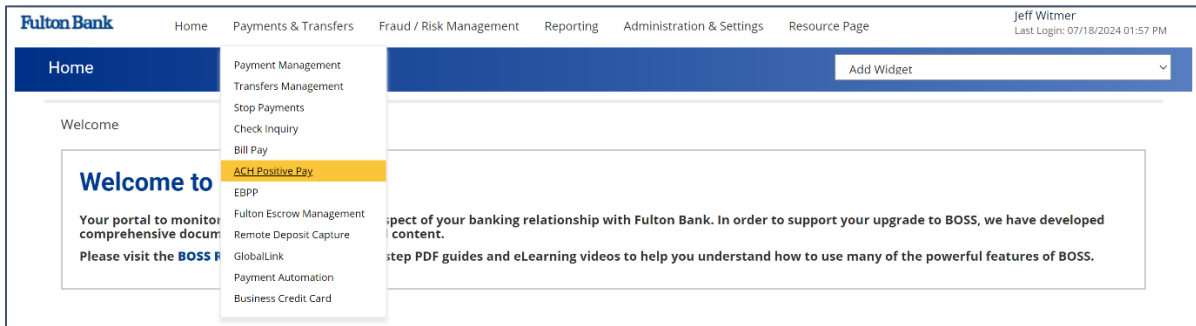 Fulton Bank Home Payments & Transfers Fraud / Risk Management Reporting Administration & Settings Resource Page Jeff Witmer
Last Login: 07/18/2024 01:57 PM
Home
Add Widget
Payment Management
Transfers Management
Stop Payments
Check Inquiry
Bill Pay
ACH Positive Pay
EBPP
Fulton Escrow Management
Remote Deposit Capture
GlobalLink
Payment Automation
Business Credit Card
Welcome
Welcome to
Your portal to monitor spect of your banking relationship with Fulton Bank. In order to support your upgrade to BOSS, we have developed
comprehensive docum content.
Please visit the BOSS R step PDF guides and eLearning videos to help you understand how to use many of the powerful features of BOSS.